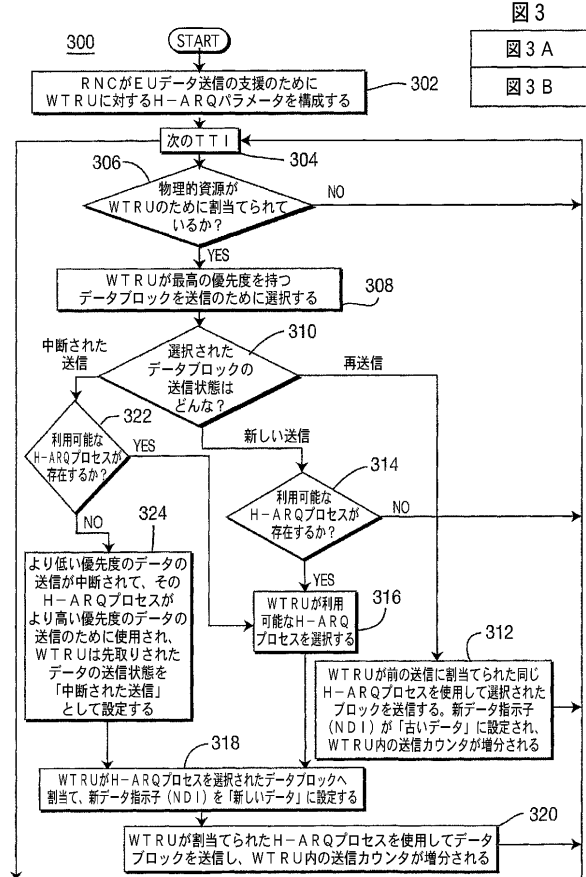 図３
図３Ａ
図３Ｂ
300
START
ＲＮＣがＥＵデータ送信の支援のために
ＷＴＲＵに対するＨ－ＡＲＱパラメータを構成する
302
次のＴＴＩ
304
306
物理的資源が
ＷＴＲＵのために割当てられて
いるか？
NO
YES
ＷＴＲＵが最高の優先度を持つ
データブロックを送信のために選択する
308
310
選択された
データブロックの
送信状態は
どんな？
中断された
送信
再送信
新しい送信
322
利用可能な
Ｈ－ＡＲＱプロセスが
存在するか？
YES
NO
314
利用可能な
Ｈ－ＡＲＱプロセスが
存在するか？
NO
YES
324
より低い優先度のデータの
送信が中断されて、その
Ｈ－ＡＲＱプロセスが
より高い優先度のデータの
送信のために使用され、
ＷＴＲＵは先取りされた
データの送信状態を
「中断された送信」
として設定する
ＷＴＲＵが利用
可能なＨ－ＡＲＱ
プロセスを選択する
316
312
ＷＴＲＵが前の送信に割当てられた同じ
Ｈ－ＡＲＱプロセスを使用して選択された
ブロックを送信する。新データ指示子
（ＮＤＩ）が「古いデータ」に設定され、
ＷＴＲＵ内の送信カウンタが増分される
318
ＷＴＲＵがＨ－ＡＲＱプロセスを選択されたデータブロックへ
割当て、新データ指示子（ＮＤＩ）を「新しいデータ」に設定する
320
ＷＴＲＵが割当てられたＨ－ＡＲＱプロセスを使用してデータ
ブロックを送信し、ＷＴＲＵ内の送信カウンタが増分される